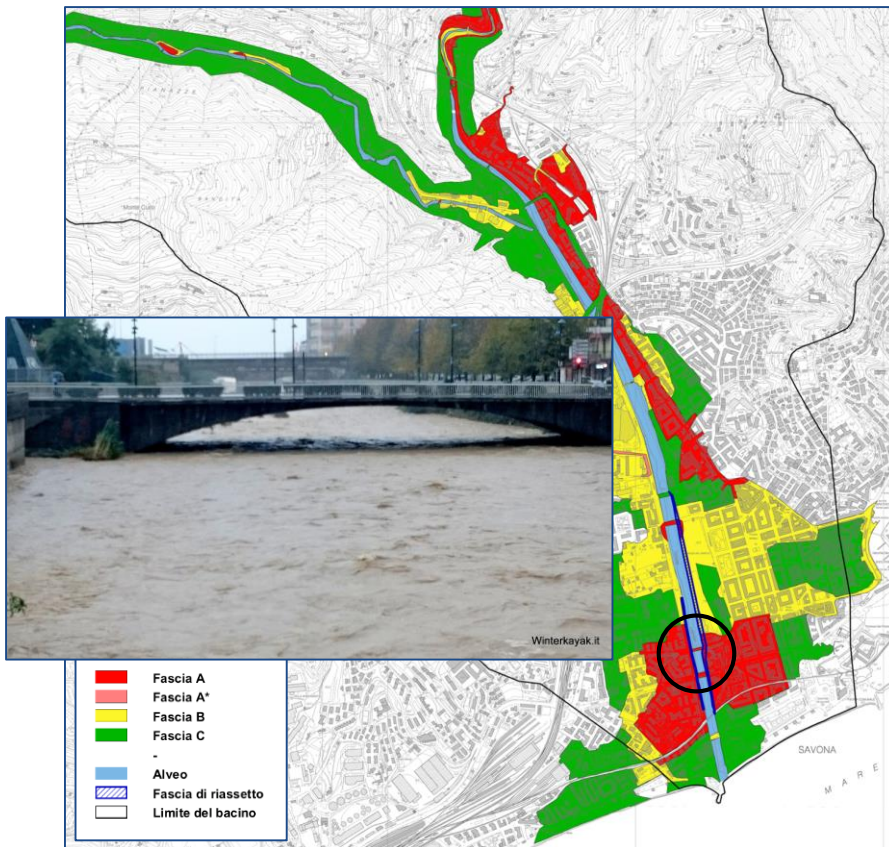 Winterkayak.it
Fascia A
Fascia A*
Fascia B
Fascia C
-
Alveo
Fascia di riassetto
Limite del bacino
SAVONA
MARE